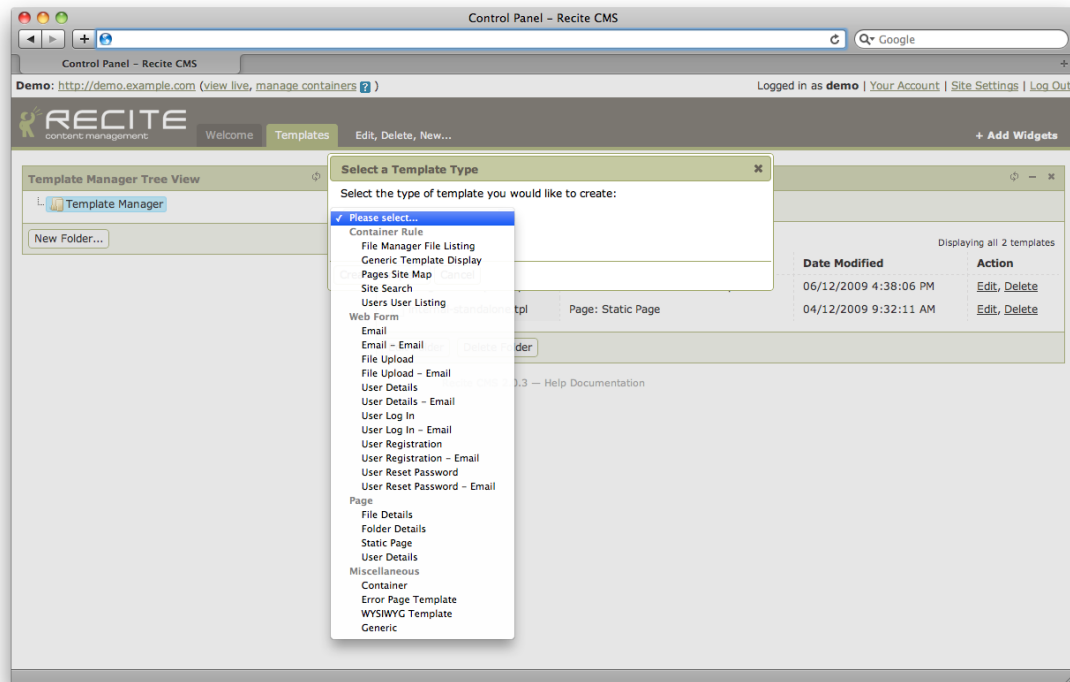 Control Panel – Recite CMS
Google
Control Panel – Recite CMS
Demo: http://demo.example.com (view live, manage containers ? )
Logged in as demo | Your Account | Site Settings | Log Out
RECITE
content management
Welcome
Templates
Edit, Delete, New...
+ Add Widgets
Template Manager Tree View
Template Manager
New Folder...
Select a Template Type
Select the type of template you would like to create:
✓ Please select...
Container Rule
File Manager File Listing
Generic Template Display
Pages Site Map
Site Search
Users User Listing
Web Form
Email
Email – Email
File Upload
File Upload – Email
User Details
User Details – Email
User Log In
User Log In – Email
User Registration
User Registration – Email
User Reset Password
User Reset Password – Email
Page
File Details
Folder Details
Static Page
User Details
Miscellaneous
Container
Error Page Template
WYSIWYG Template
Generic
Cancel
Displaying all 2 templates
Date Modified
Action
06/12/2009 4:38:06 PM
Edit, Delete
Page: Static Page
04/12/2009 9:32:11 AM
Edit, Delete
Delete Folder
— Help Documentation